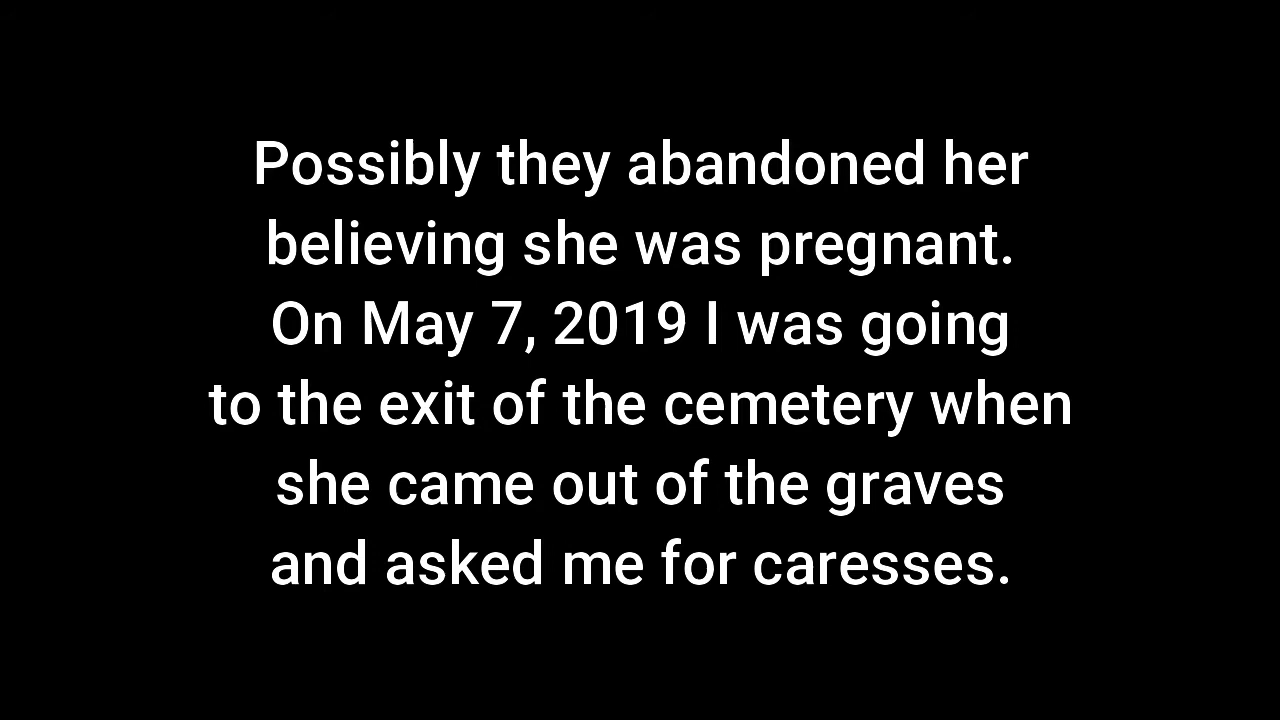 Possibly they abandoned her
believing she was pregnant.
On May 7, 2019 I was going
to the exit of the cemetery when
she came out of the graves
and asked me for caresses.